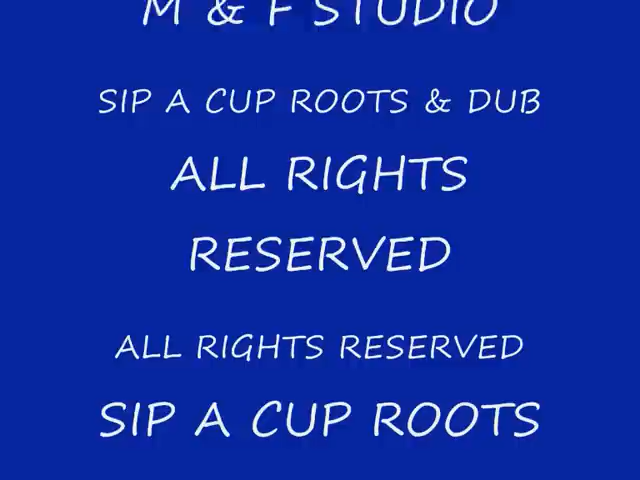 M & F STUDIO
SIP A CUP ROOTS & DUB
ALL RIGHTS
RESERVED
ALL RIGHTS RESERVED
SIP A CUP ROOTS